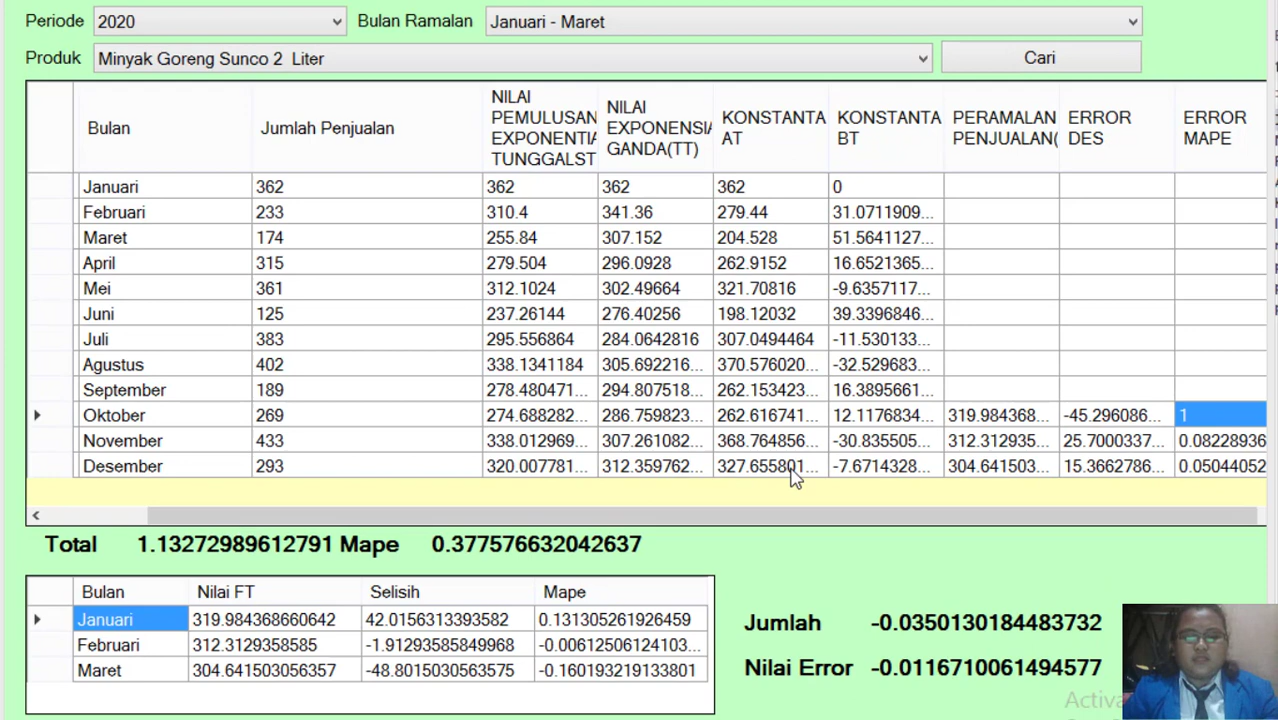 Periode 2020 Bulan Ramalan Januari - Maret
Produk Minyak Goreng Sunco 2 Liter Cari
Bulan Jumlah Penjualan NILAI PEMULUSAN EXPONENTIA TUNGGALST NILAI EXPONENSIA GANDA(TT) KONSTANTA AT KONSTANTA BT PERAMALAN PENJUALAN( ERROR DES ERROR MAPE
Januari 362 362 362 362 0
Februari 233 310.4 341.36 279.44 31.0711909...
Maret 174 255.84 307.152 204.528 51.5641127...
April 315 279.504 296.0928 262.9152 16.6521365...
Mei 361 312.1024 302.49664 321.70816 -9.6357117...
Juni 125 237.26144 276.40256 198.12032 39.3396846...
Juli 383 295.556864 284.0642816 307.0494464 -11.530133...
Agustus 402 338.1341184 305.692216... 370.576020... -32.529683...
September 189 278.480471... 294.807518... 262.153423... 16.3895661...
Oktober 269 274.688282... 286.759823... 262.616741... 12.1176834... 319.984368... -45.296086... 1
November 433 338.012969... 307.261082... 368.764856... -30.835505... 312.312935... 25.7000337... 0.08228936
Desember 293 320.007781... 312.359762... 327.655801... -7.6714328... 304.641503... 15.3662786... 0.05044052
Total 1.13272989612791 Mape 0.377576632042637
Bulan Nilai FT Selisih Mape
Januari 319.984368660642 42.0156313393582 0.131305261926459
Februari 312.3129358585 -1.91293585849968 -0.00612506124103...
Maret 304.641503056357 -48.8015030563575 -0.160193219133801
Jumlah -0.0350130184483732
Nilai Error -0.0116710061494577
Activa